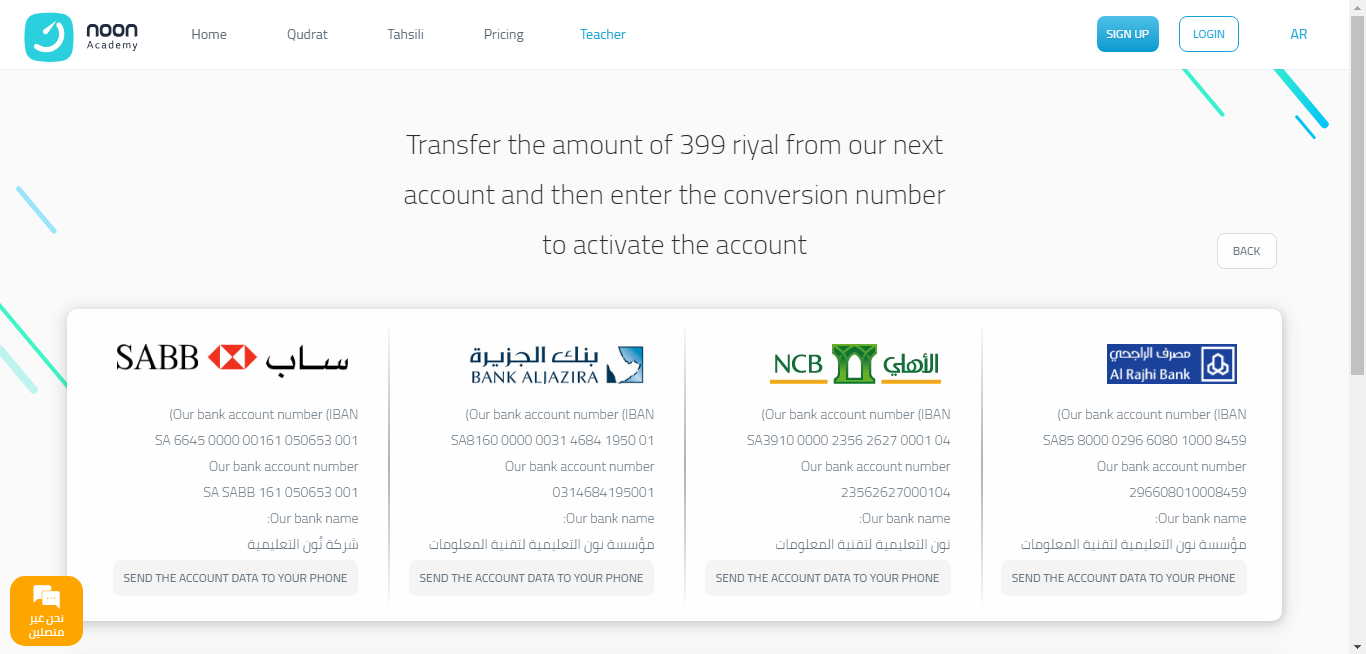 noon
Academy
Home
Qudrat
Tahsili
Pricing
Teacher
SIGN UP
LOGIN
AR
Transfer the amount of 399 riyal from our next
account and then enter the conversion number
to activate the account
BACK
SABB ساب
(Our bank account number (IBAN
SA 6645 0000 00161 050653 001
Our bank account number
SA SABB 161 050653 001
:Our bank name
شركة نُون التعليمية
SEND THE ACCOUNT DATA TO YOUR PHONE
بنك الجزيرة
BANK ALJAZIRA
(Our bank account number (IBAN
SA8160 0000 0031 4684 1950 01
Our bank account number
0314684195001
:Our bank name
مؤسسة نون التعليمية لتقنية المعلومات
SEND THE ACCOUNT DATA TO YOUR PHONE
NCB الأهلي
(Our bank account number (IBAN
SA3910 0000 2356 2627 0001 04
Our bank account number
23562627000104
:Our bank name
نون التعليمية لتقنية المعلومات
SEND THE ACCOUNT DATA TO YOUR PHONE
مصرف الراجحي
Al Rajhi Bank
(Our bank account number (IBAN
SA85 8000 0296 6080 1000 8459
Our bank account number
296608010008459
:Our bank name
مؤسسة نون التعليمية لتقنية المعلومات
SEND THE ACCOUNT DATA TO YOUR PHONE
نحن غير
متصلين